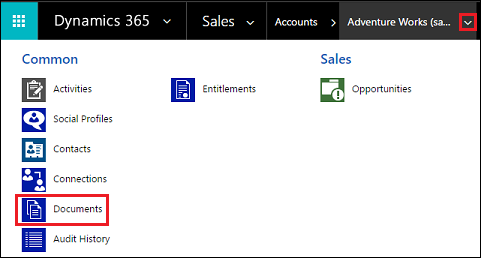 Dynamics 365 Sales Accounts Adventure Works (sa...
Common Sales
Activities Entitlements Opportunities
Social Profiles
Contacts
Connections
Documents
Audit History